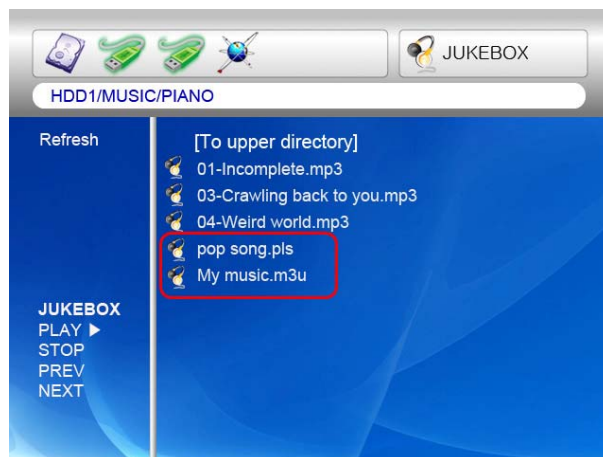 JUKEBOX
HDD1/MUSIC/PIANO
Refresh
[To upper directory]
01-Incomplete.mp3
03-Crawling back to you.mp3
04-Weird world.mp3
pop song.pls
My music.m3u
JUKEBOX
PLAY ▶
STOP
PREV
NEXT